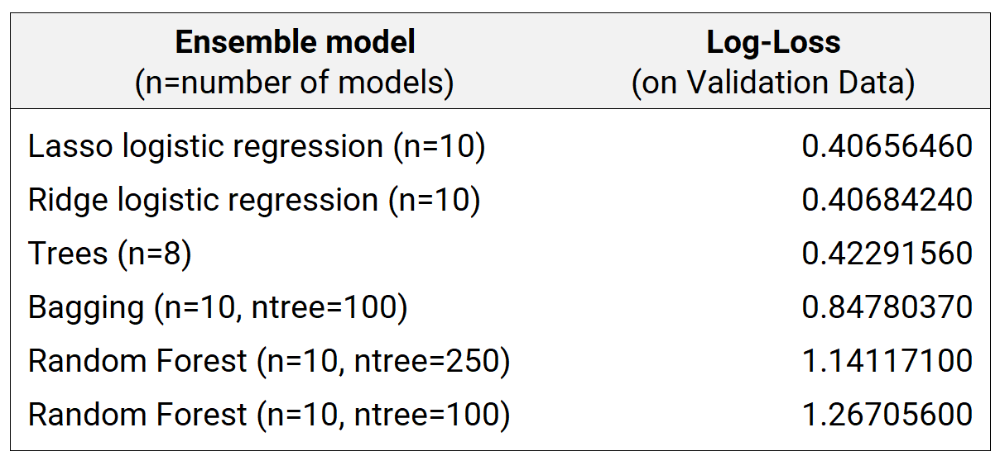 Ensemble model Log-Loss
(n=number of models) (on Validation Data)
Lasso logistic regression (n=10) 0.40656460
Ridge logistic regression (n=10) 0.40684240
Trees (n=8) 0.42291560
Bagging (n=10, ntree=100) 0.84780370
Random Forest (n=10, ntree=250) 1.14117100
Random Forest (n=10, ntree=100) 1.26705600